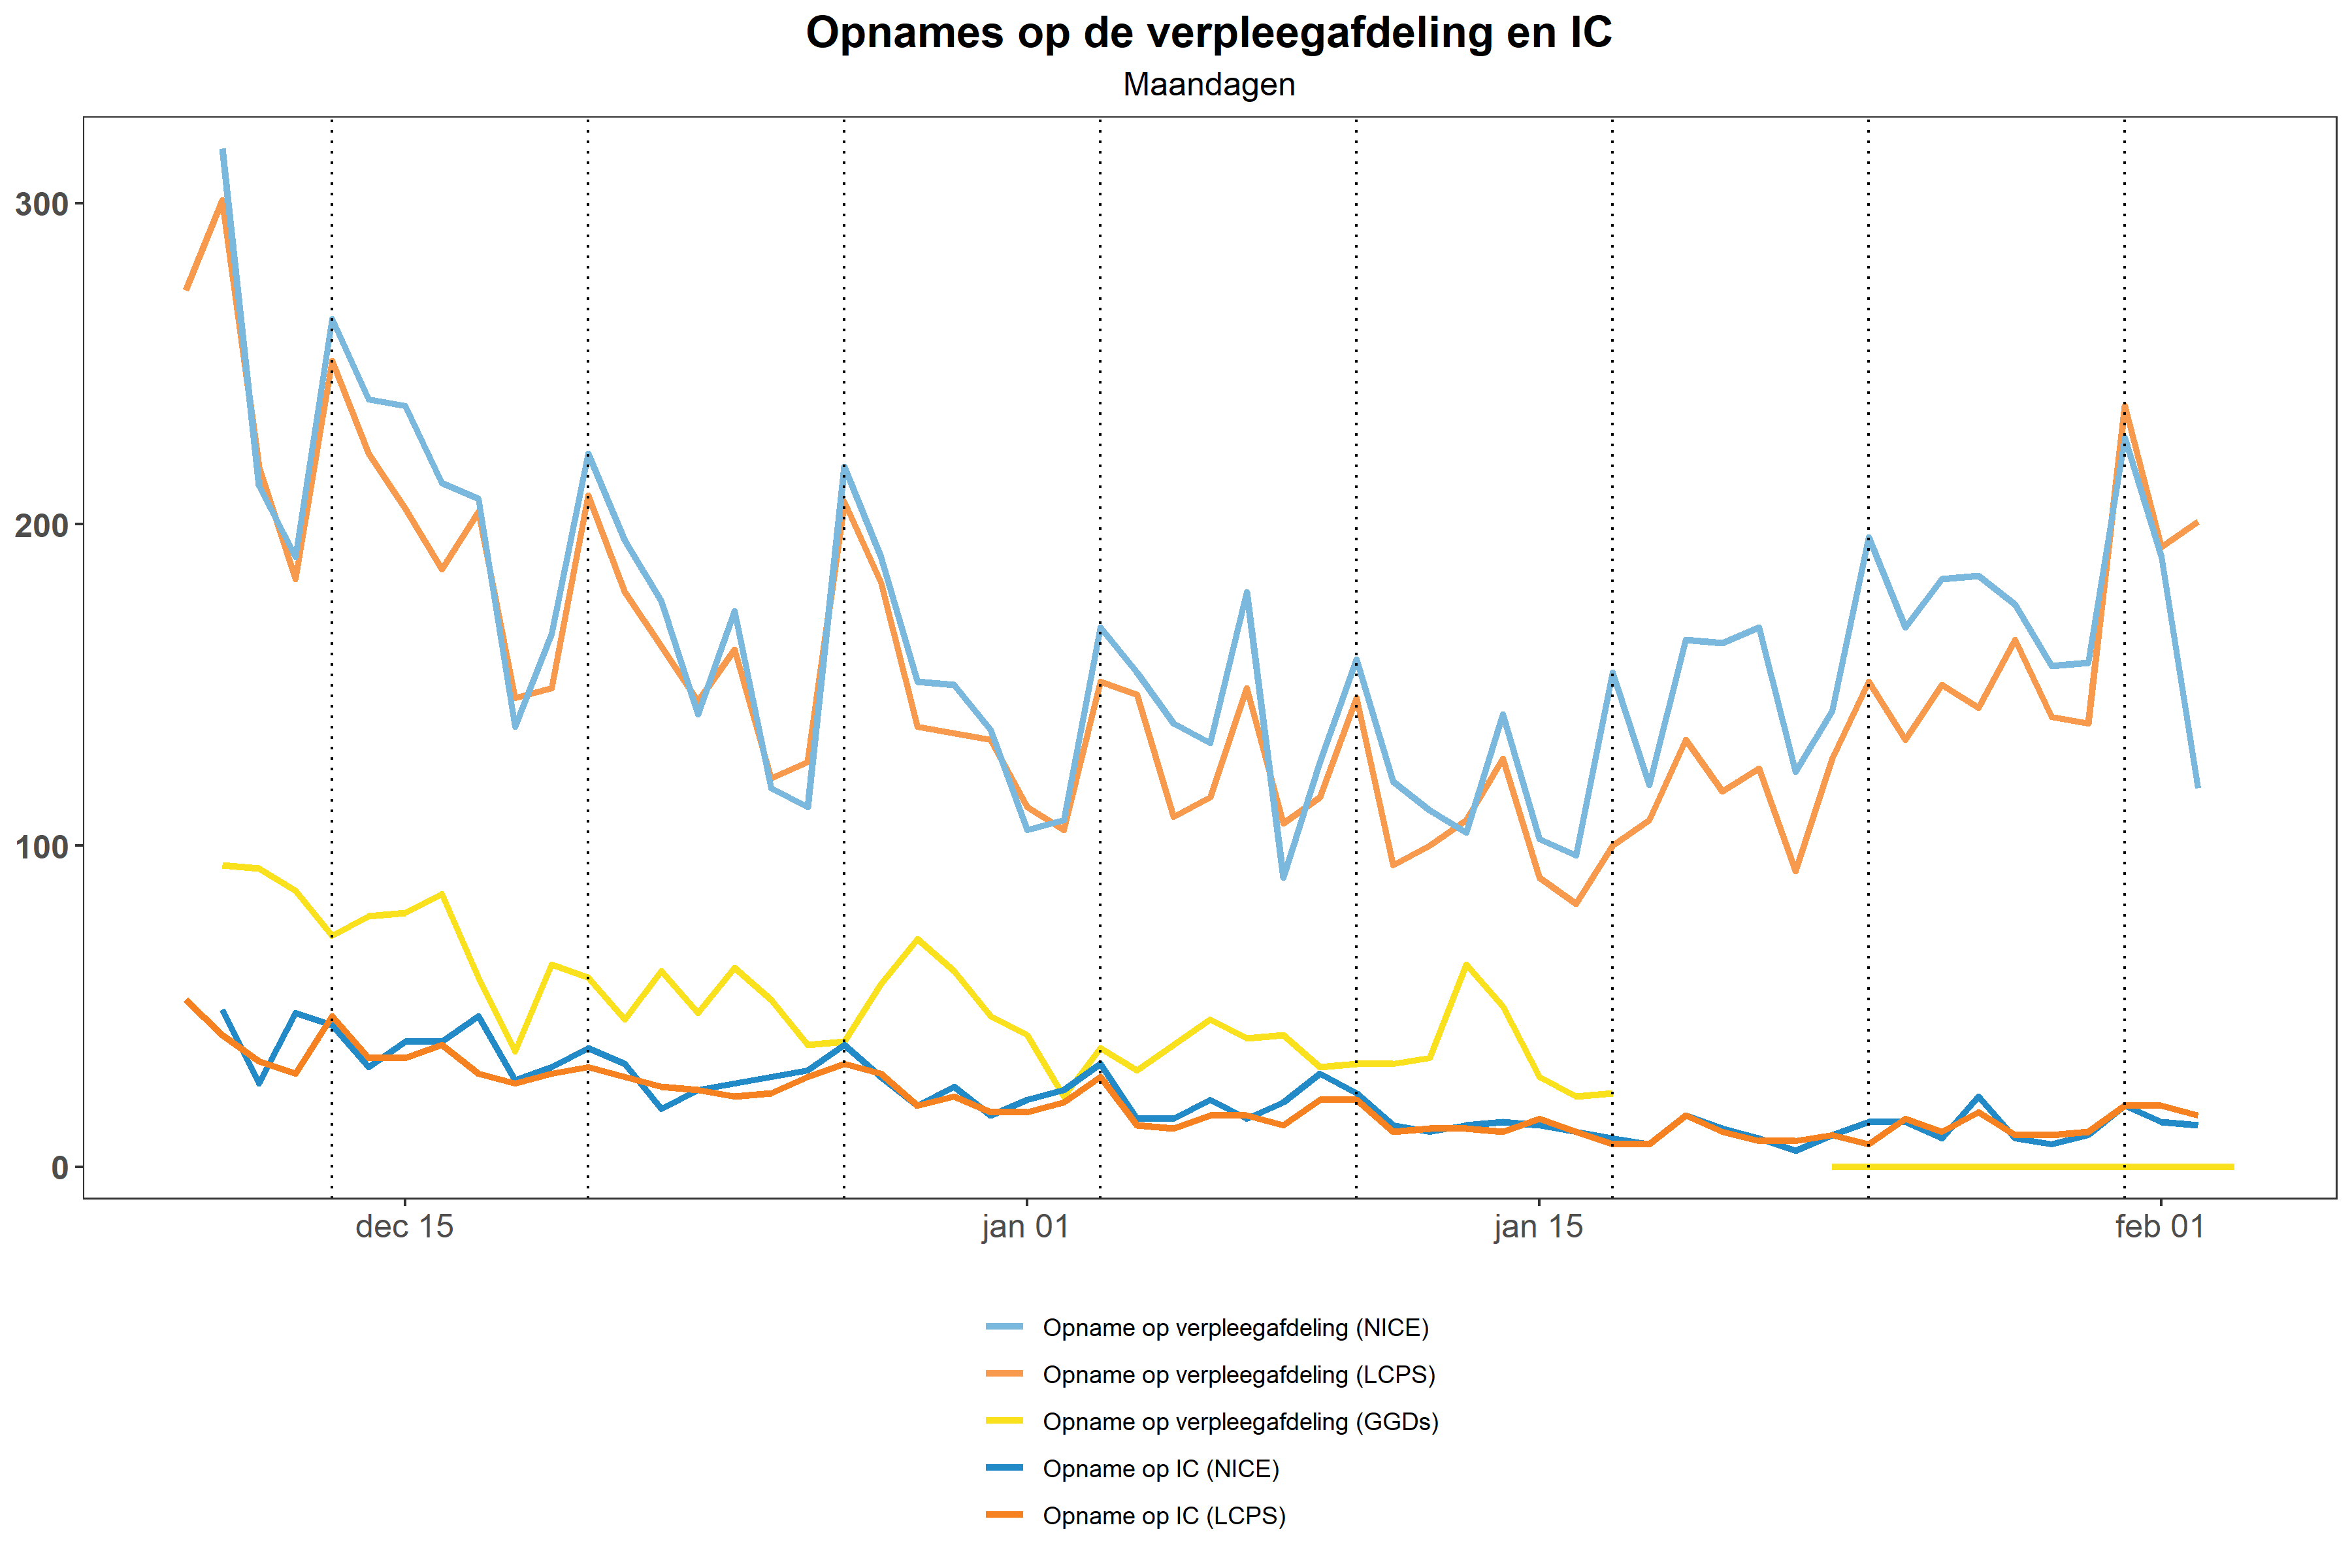 Opnames op de verpleegafdeling en IC
Maandagen
300
200
100
0
dec 15
jan 01
jan 15
feb 01
Opname op verpleegafdeling (NICE)
Opname op verpleegafdeling (LCPS)
Opname op verpleegafdeling (GGDs)
Opname op IC (NICE)
Opname op IC (LCPS)